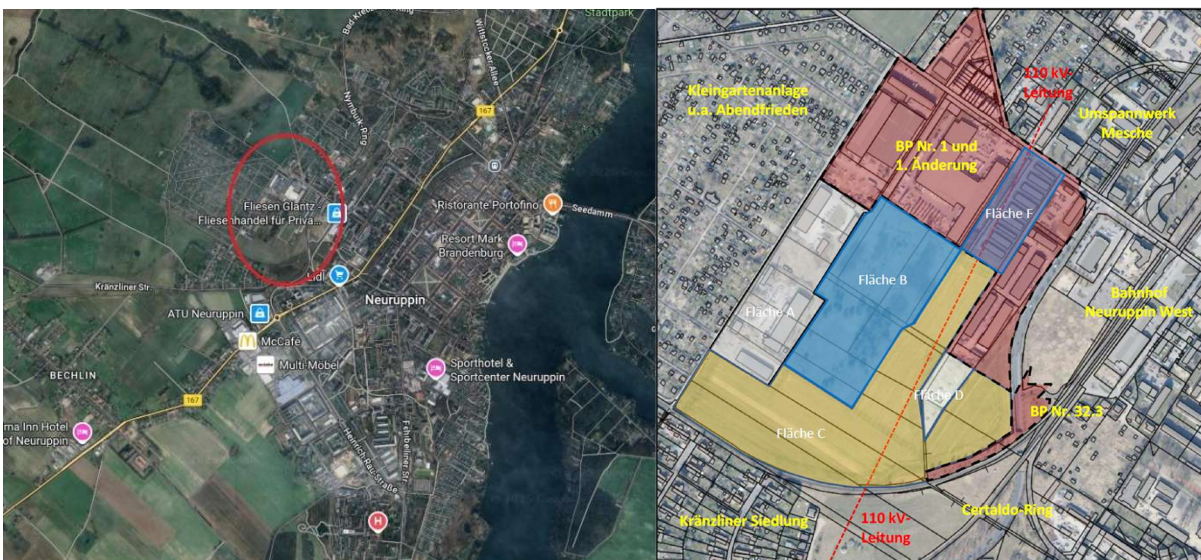 Stadtpark
Bad Kreuz
Wittstocker Allee
Nymburk-Ring
167
Fliesen Glantz -
Fliesenhandel für Priva...
Ristorante Portofino
Seedamm
Resort Mark
Brandenburg
Lidl
Kränzliner Str.
Neuruppin
ATU Neuruppin
McCafé
Multi-Möbel
Sporthotel &
Sportcenter Neuruppin
BECHLIN
167
rna Inn Hotel
of Neuruppin
Heinrich-Rau-Straße
Fehrbelliner Str.
H
Kleingartenanlage
u.a. Abendfrieden
110 kV-
Leitung
Umspannwerk
Mesche
BP Nr. 1 und
1. Änderung
Fläche F
Fläche B
Bahnhof
Neuruppin West
Fläche A
Fläche D
BP Nr. 32.3
Fläche C
Certaldo-Ring
Kränzliner Siedlung
110 kV-
Leitung